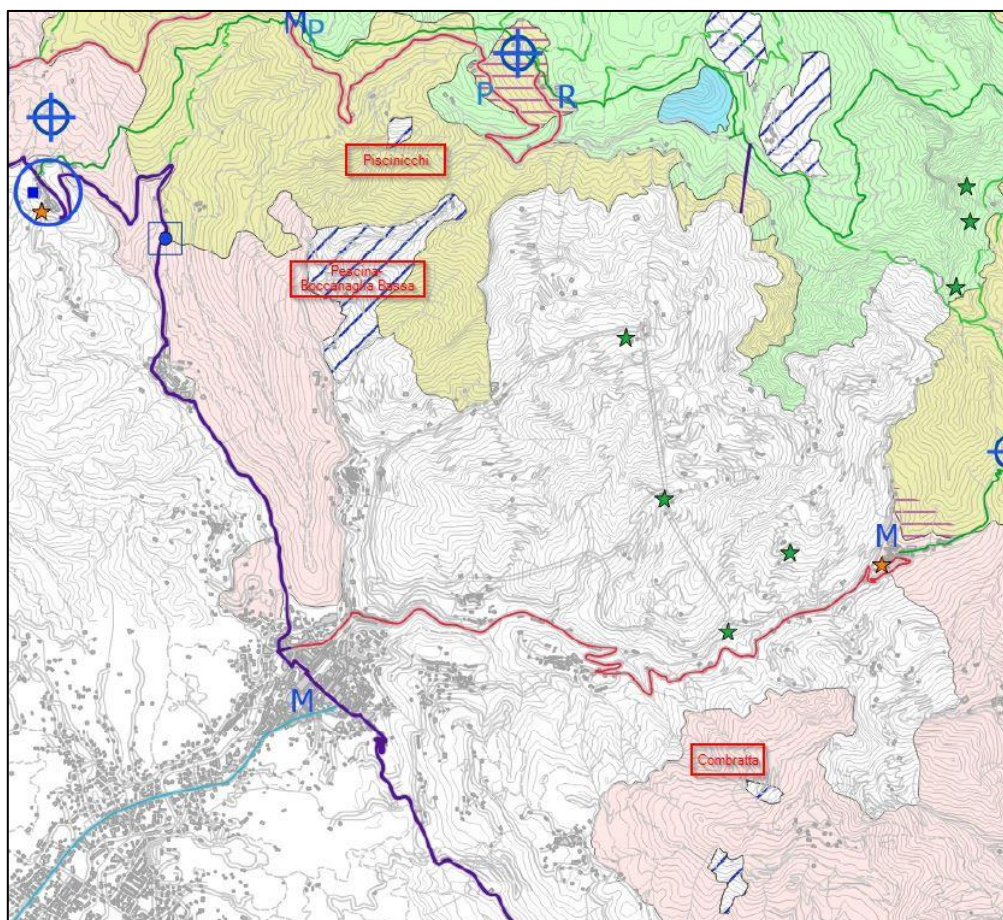 M P
P R
Piscinicchi
Pescina-
Boccanaglia Bassa
M
M
Combratta